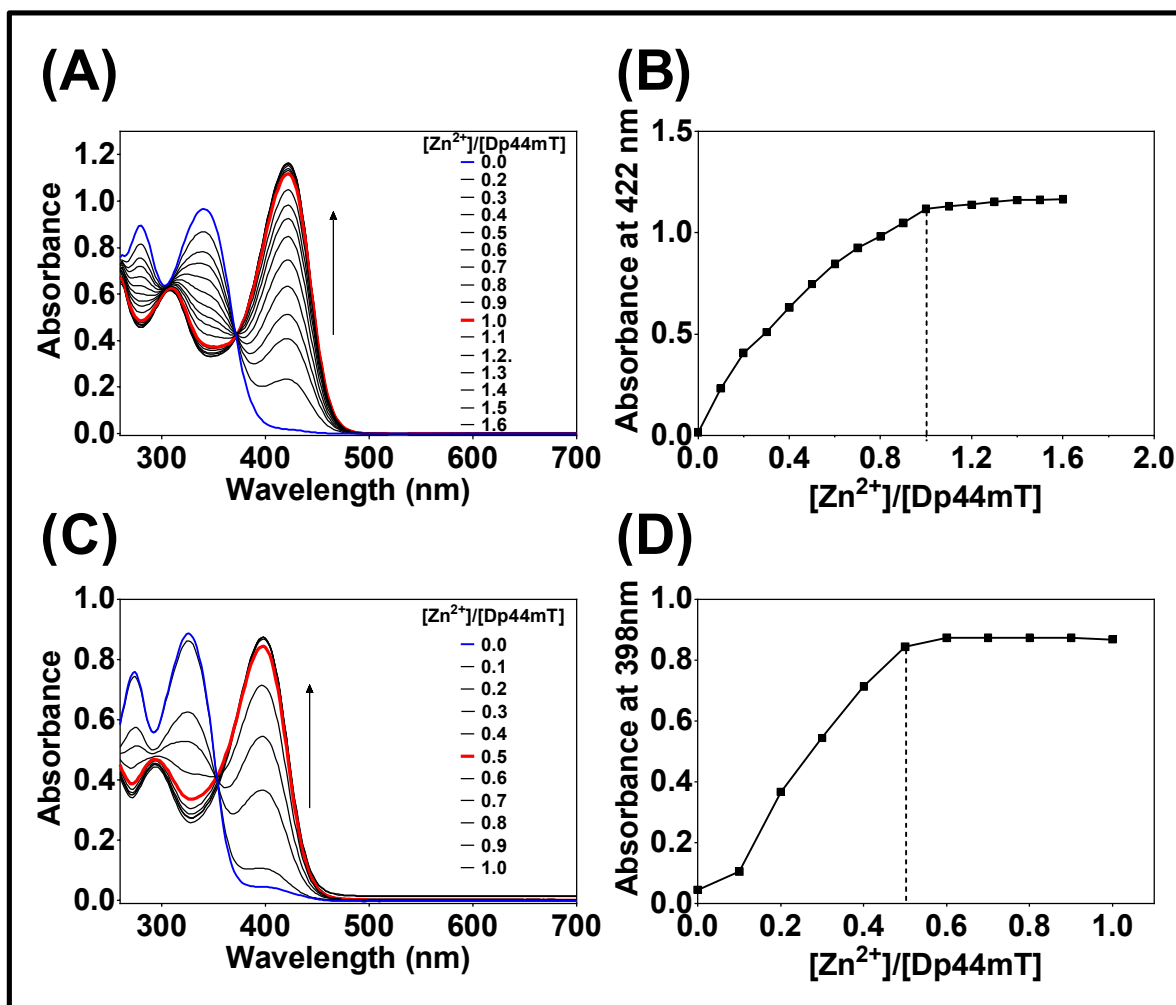 (A)
[Zn²⁺]/[Dp44mT]
0.0
0.2
0.3
0.4
0.5
0.6
0.7
0.8
0.9
1.0
1.1
1.2.
1.3
1.4
1.5
1.6
Absorbance
1.2
1.0
0.8
0.6
0.4
0.2
0.0
300 400 500 600 700
Wavelength (nm)
(B)
Absorbance at 422 nm
1.5
1.0
0.5
0.0
0.0 0.4 0.8 1.2 1.6 2.0
[Zn²⁺]/[Dp44mT]
(C)
[Zn²⁺]/[Dp44mT]
0.0
0.1
0.2
0.3
0.4
0.5
0.6
0.7
0.8
0.9
1.0
Absorbance
1.0
0.8
0.6
0.4
0.2
0.0
300 400 500 600 700
Wavelength (nm)
(D)
Absorbance at 398nm
1.0
0.8
0.6
0.4
0.2
0.0
0.0 0.2 0.4 0.6 0.8 1.0
[Zn²⁺]/[Dp44mT]